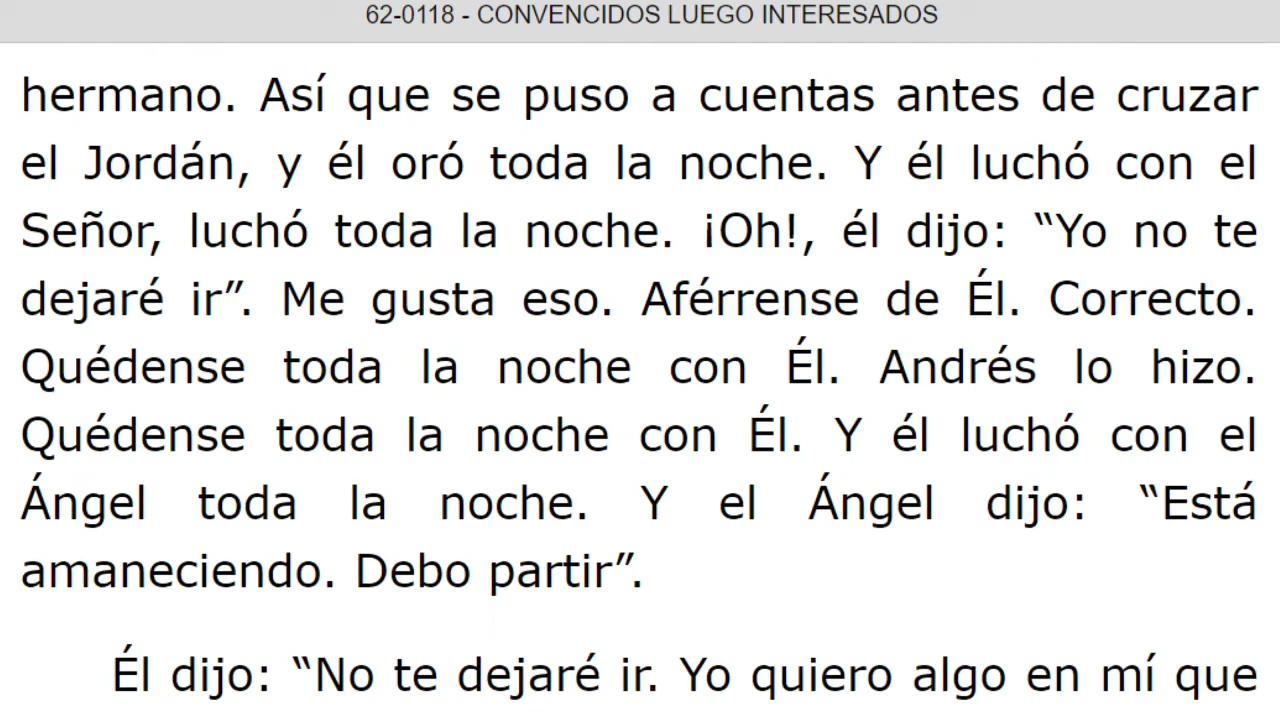 62-0118 - CONVENCIDOS LUEGO INTERESADOS
hermano. Así que se puso a cuentas antes de cruzar
el Jordán, y él oró toda la noche. Y él luchó con el
Señor, luchó toda la noche. ¡Oh!, él dijo: “Yo no te
dejaré ir”. Me gusta eso. Aférrense de Él. Correcto.
Quédense toda la noche con Él. Andrés lo hizo.
Quédense toda la noche con Él. Y él luchó con el
Ángel toda la noche. Y el Ángel dijo: “Está
amaneciendo. Debo partir”.
Él dijo: “No te dejaré ir. Yo quiero algo en mí que